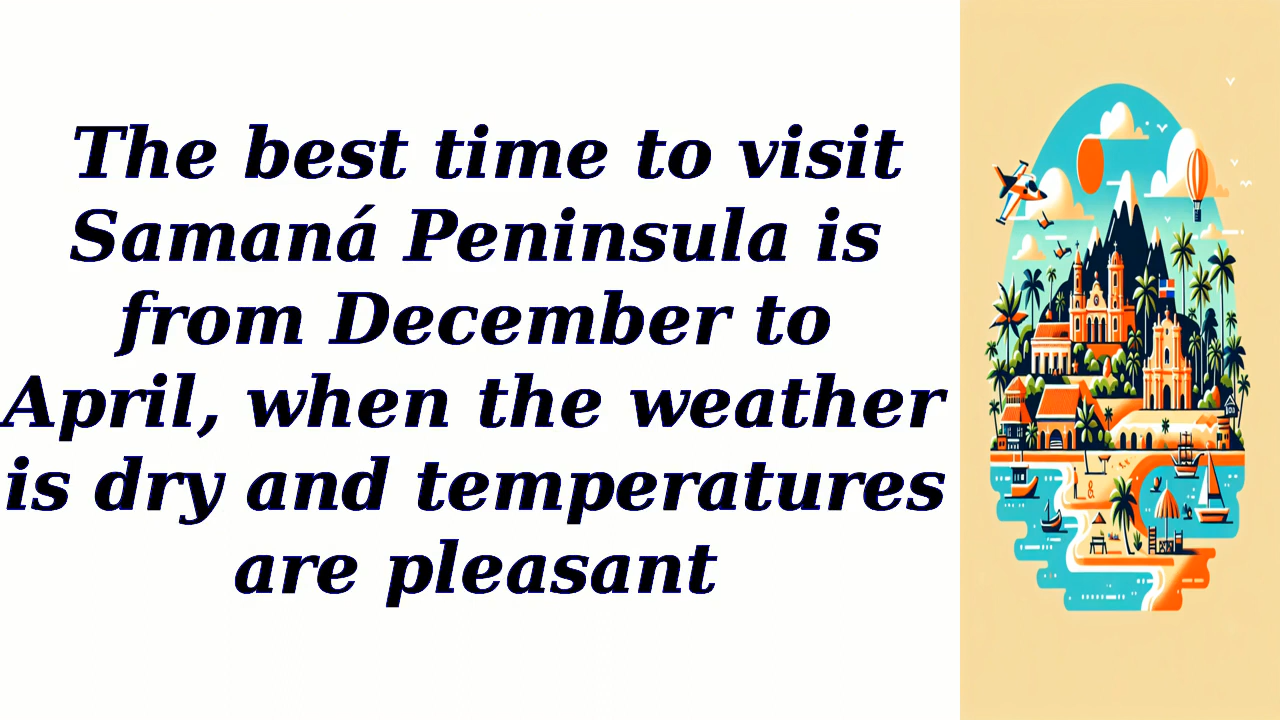 The best time to visit
Samaná Peninsula is
from December to
April, when the weather
is dry and temperatures
are pleasant